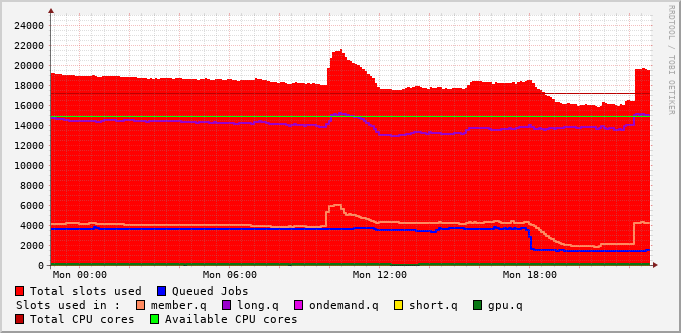 24000
22000
20000
18000
16000
14000
12000
10000
8000
6000
4000
2000
0
Mon 00:00 Mon 06:00 Mon 12:00 Mon 18:00
Total slots used Queued Jobs
Slots used in : member.q long.q ondemand.q short.q gpu.q
Total CPU cores Available CPU cores
RRDTOOL / TOBI OETIKER